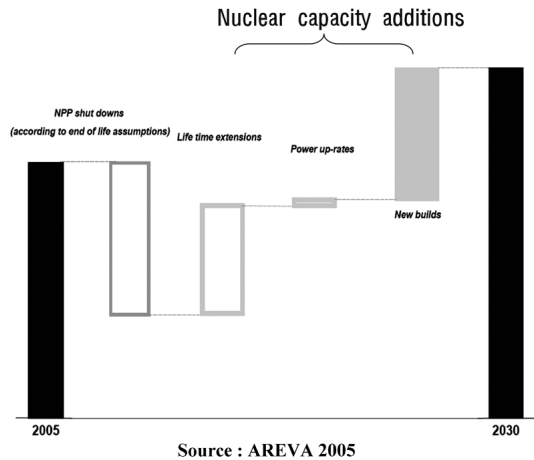 Nuclear capacity additions
NPP shut downs
(according to end of life assumptions)
Life time extensions
Power up-rates
New builds
2005
2030
Source : AREVA 2005